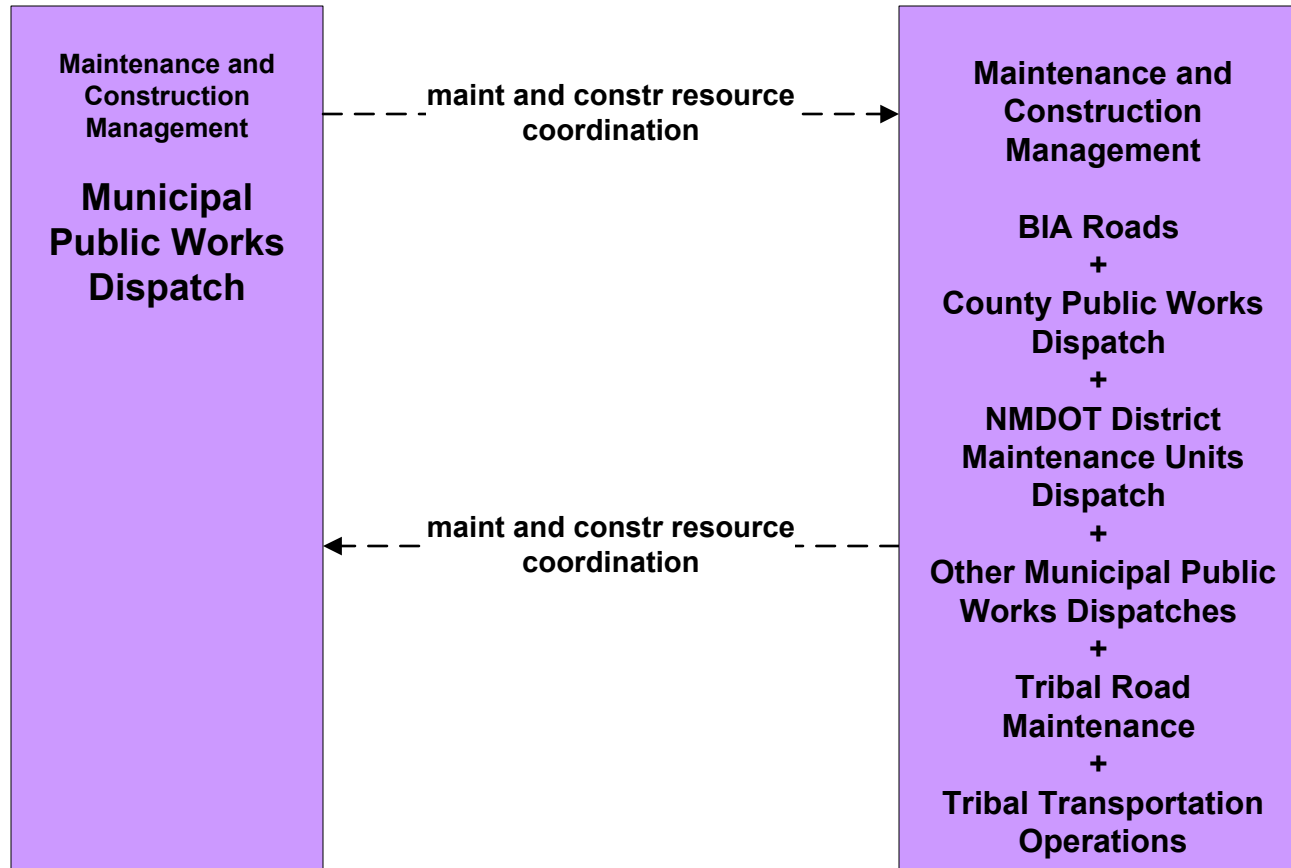 Maintenance and
Construction
Management
Municipal
Public Works
Dispatch
maint and constr resource
coordination
maint and constr resource
coordination
Maintenance and
Construction
Management
BIA Roads
+
County Public Works
Dispatch
+
NMDOT District
Maintenance Units
Dispatch
+
Other Municipal Public
Works Dispatches
+
Tribal Road
Maintenance
+
Tribal Transportation
Operations